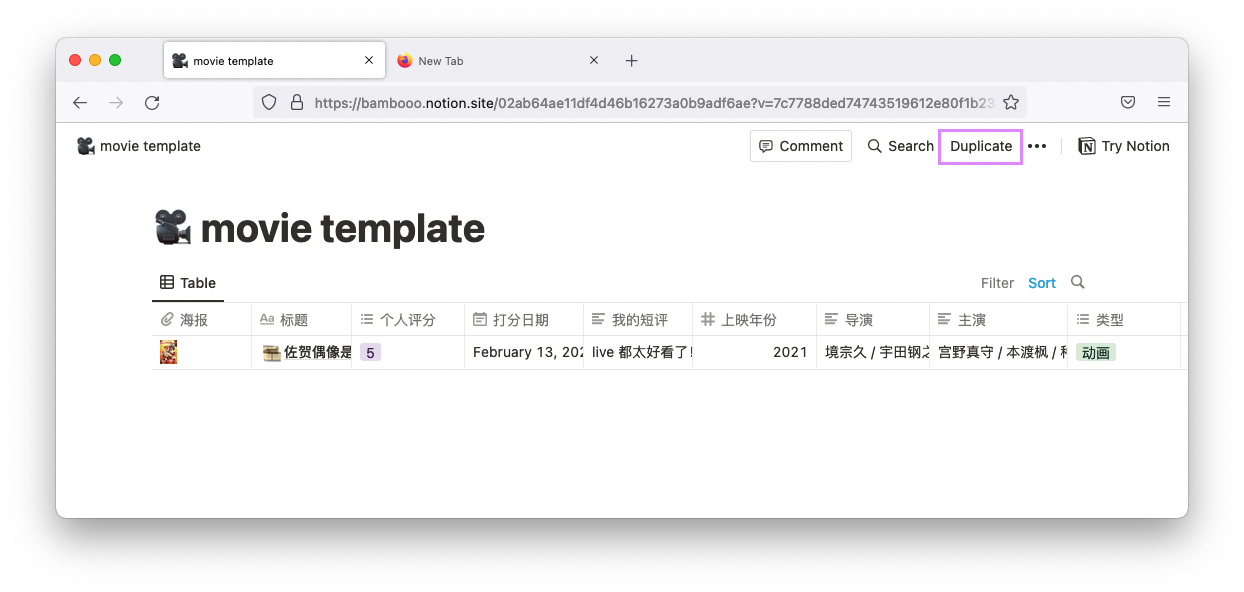 movie template
New Tab
https://bambooo.notion.site/02ab64ae11df4d46b16273a0b9adf6ae?v=7c7788ded74743519612e80f1b23
movie template Comment Search Duplicate ••• Try Notion
movie template
Table Filter Sort
海报 Aa 标题 个人评分 打分日期 我的短评 # 上映年份 导演 主演 类型
佐贺偶像是 5 February 13, 202 live 都太好看了! 2021 境宗久 / 宇田钢之 宫野真守 / 本渡枫 / 动画